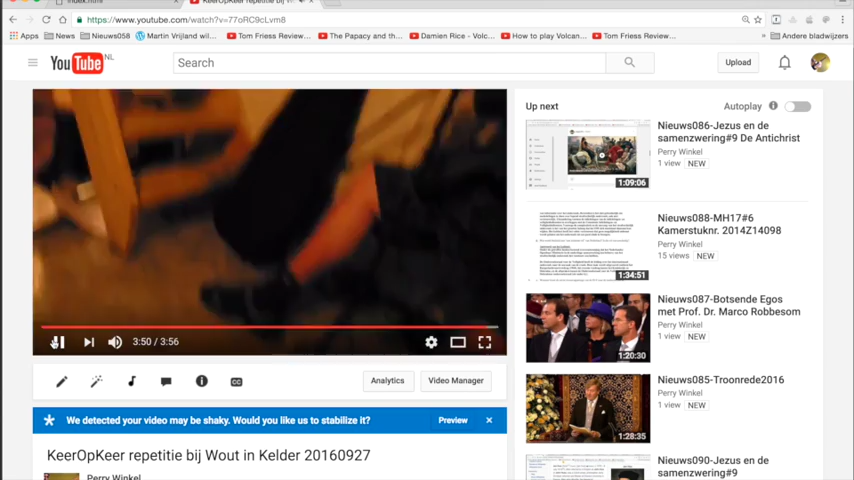 index.html
KeerOpKeer repetitie bij W
https://www.youtube.com/watch?v=77oRC9cLvm8
Apps News Nieuws058 Martin Vrijland wil... Tom Friess Review... The Papacy and th... Damien Rice - Volc... How to play Volcan... Tom Friess Review... » Andere bladwijzers
YouTube NL
Search
Upload
3:50 / 3:56
CC
Analytics
Video Manager
We detected your video may be shaky. Would you like us to stabilize it?
Preview
KeerOpKeer repetitie bij Wout in Kelder 20160927
Perry Winkel
Up next
Autoplay
Nieuws086-Jezus en de
samenzwering#9 De Antichrist
Perry Winkel
1 view NEW
1:09:06
Nieuws088-MH17#6
Kamerstuknr. 2014Z14098
Perry Winkel
15 views NEW
1:34:51
Nieuws087-Botsende Egos
met Prof. Dr. Marco Robbesom
Perry Winkel
1 view NEW
1:20:30
Nieuws085-Troonrede2016
Perry Winkel
1 view NEW
1:28:35
Nieuws090-Jezus en de
samenzwering#9